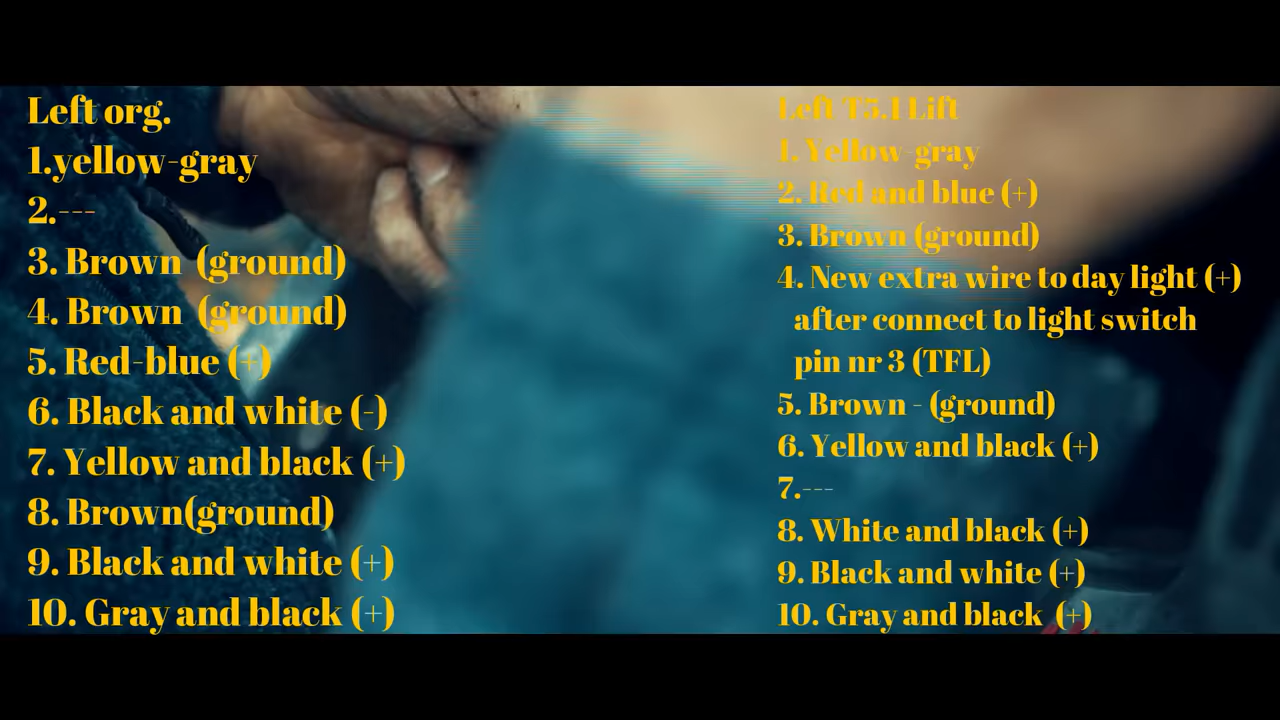 Left org.
1.yellow-gray
2.---
3. Brown (ground)
4. Brown (ground)
5. Red-blue (+)
6. Black and white (-)
7. Yellow and black (+)
8. Brown(ground)
9. Black and white (+)
10. Gray and black (+)
Left T5.1 Lift
1. Yellow-gray
2. Red and blue (+)
3. Brown (ground)
4. New extra wire to day light (+)
after connect to light switch
pin nr 3 (TFL)
5. Brown - (ground)
6. Yellow and black (+)
7.---
8. White and black (+)
9. Black and white (+)
10. Gray and black (+)